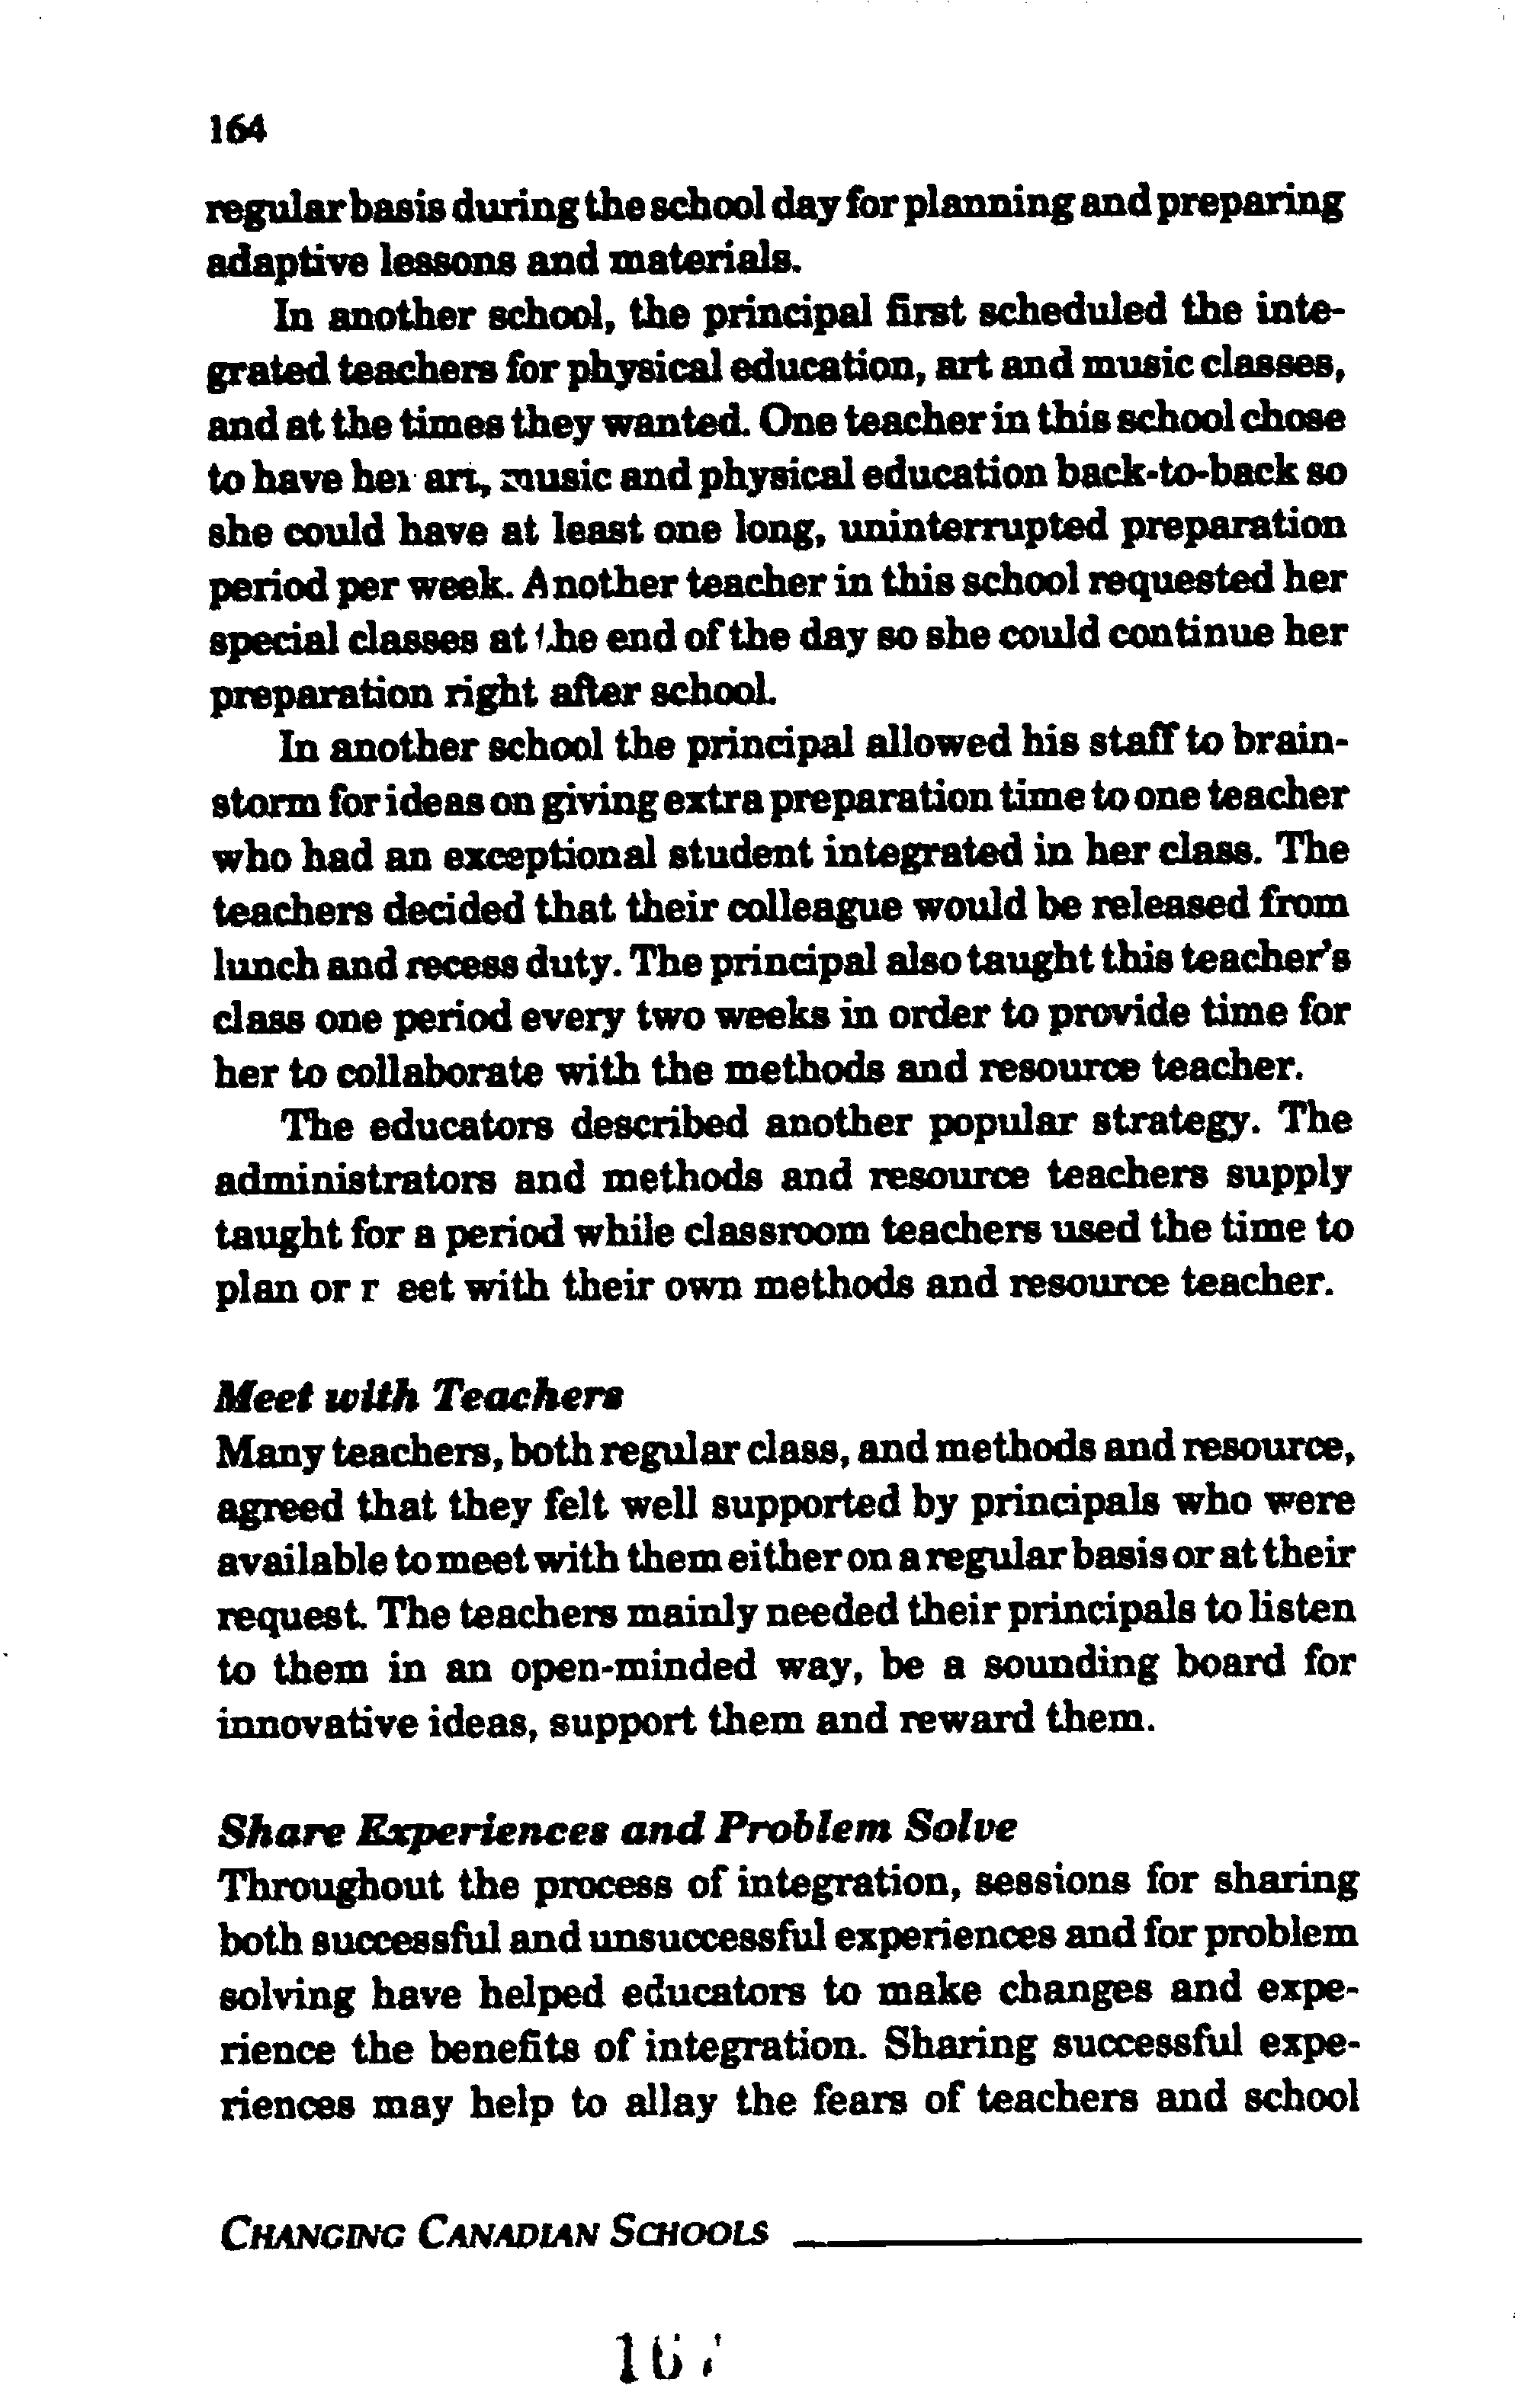 164
regular basis during the school day for planning and preparing
adaptive lessons and materials.
In another school, the principal first scheduled the inte-
grated teachers for physical education, art and music classes,
and at the times they wanted. One teacher in this school chose
to have her art, music and physical education back-to-back so
she could have at least one long, uninterrupted preparation
period per week. Another teacher in this school requested her
special classes at the end of the day so she could continue her
preparation right after school.
In another school the principal allowed his staff to brain-
storm for ideas on giving extra preparation time to one teacher
who had an exceptional student integrated in her class. The
teachers decided that their colleague would be released from
lunch and recess duty. The principal also taught this teacher's
class one period every two weeks in order to provide time for
her to collaborate with the methods and resource teacher.
The educators described another popular strategy. The
administrators and methods and resource teachers supply
taught for a period while classroom teachers used the time to
plan or r eet with their own methods and resource teacher.
Meet with Teachers
Many teachers, both regular class, and methods and resource,
agreed that they felt well supported by principals who were
available to meet with them either on a regular basis or at their
request. The teachers mainly needed their principals to listen
to them in an open-minded way, be a sounding board for
innovative ideas, support them and reward them.
Share Experiences and Problem Solve
Throughout the process of integration, sessions for sharing
both successful and unsuccessful experiences and for problem
solving have helped educators to make changes and expe-
rience the benefits of integration. Sharing successful expe-
riences may help to allay the fears of teachers and school
CHANGING CANADIAN SCHOOLS